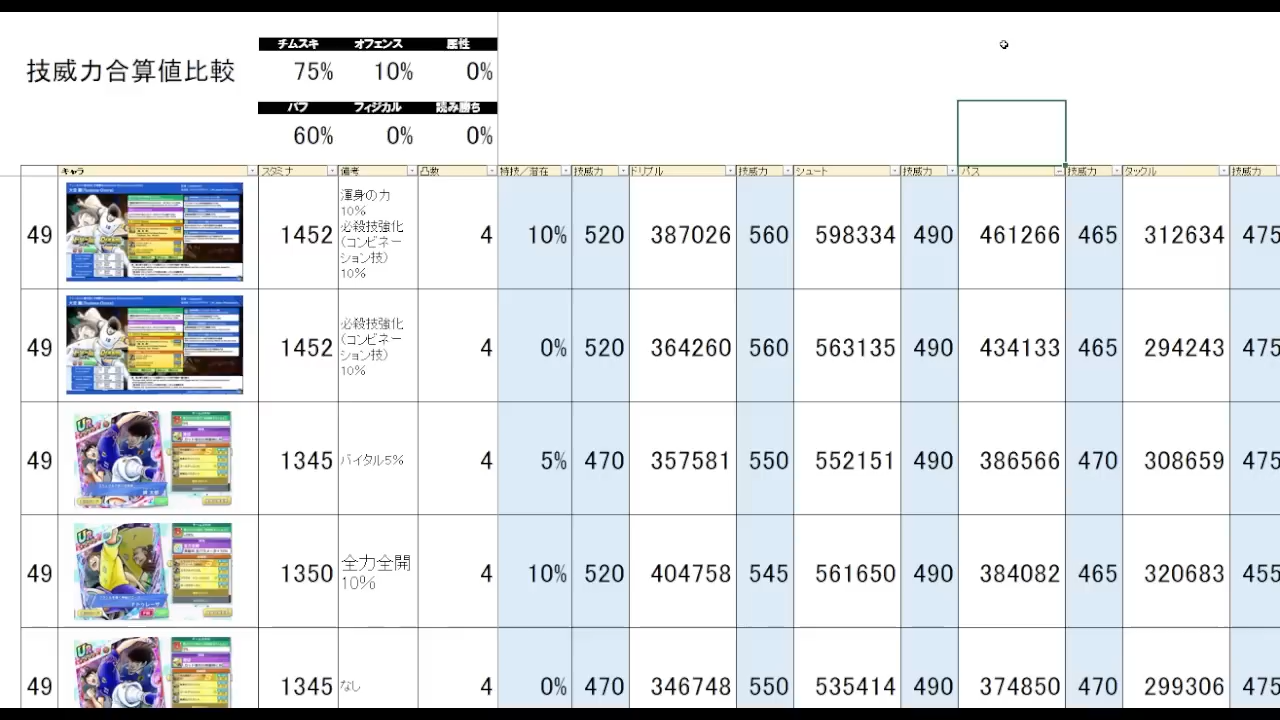 技威力合算値比較
チムスキ オフェンス 属性
75% 10% 0%
バフ フィジカル 読み勝ち
60% 0% 0%
キャラ スタミナ 備考 凸数 特技/潜在 技威力 ドリブル 技威力 シュート 技威力 パス 技威力 タックル 技威力
渾身の力
10%
必殺技強化
(コンビネー
ション技)
10%
49 1452 4 10% 520 387026 560 598334 490 461266 465 312634 475
必殺技強化
(コンビネー
ション技)
10%
49 1452 4 0% 520 364260 560 563135 490 434133 465 294243 475
49 1345 バイタル5% 4 5% 470 357581 550 552151 490 386566 470 308659 475
全力全開
10%
49 1350 4 10% 520 404758 545 561650 490 384082 465 320683 455
49 1345 なし 4 0% 470 346748 550 535414 490 374850 470 299306 475